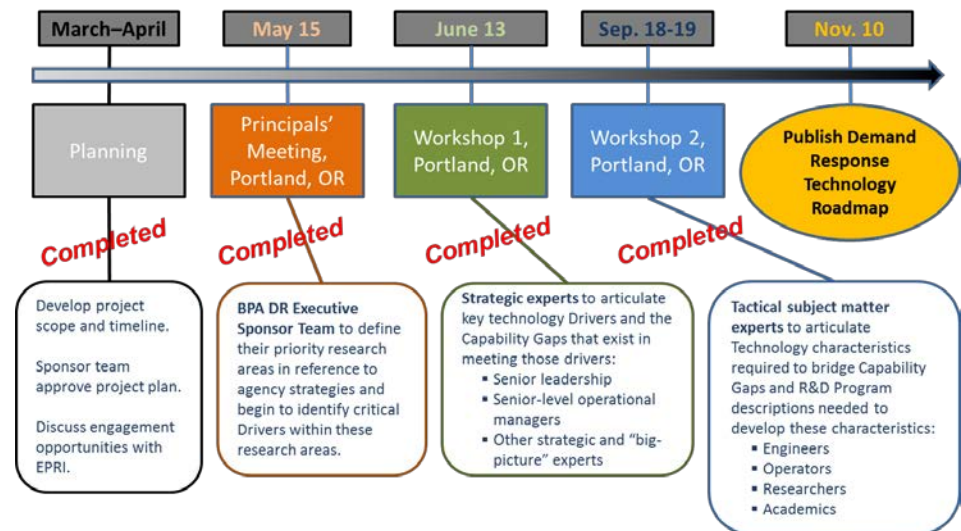 March–April
May 15
June 13
Sep. 18-19
Nov. 10
Planning
Principals’
Meeting,
Portland, OR
Workshop 1,
Portland, OR
Workshop 2,
Portland, OR
Publish Demand
Response
Technology
Roadmap
Completed
Completed
Completed
Completed
Develop project
scope and timeline.
Sponsor team
approve project plan.
Discuss engagement
opportunities with
EPRI.
BPA DR Executive
Sponsor Team to define
their priority research
areas in reference to
agency strategies and
begin to identify critical
Drivers within these
research areas.
Strategic experts to articulate
key technology Drivers and the
Capability Gaps that exist in
meeting those drivers:
▪ Senior leadership
▪ Senior-level operational
managers
▪ Other strategic and “big-
picture” experts
Tactical subject matter
experts to articulate
Technology characteristics
required to bridge Capability
Gaps and R&D Program
descriptions needed to
develop these characteristics:
▪ Engineers
▪ Operators
▪ Researchers
▪ Academics